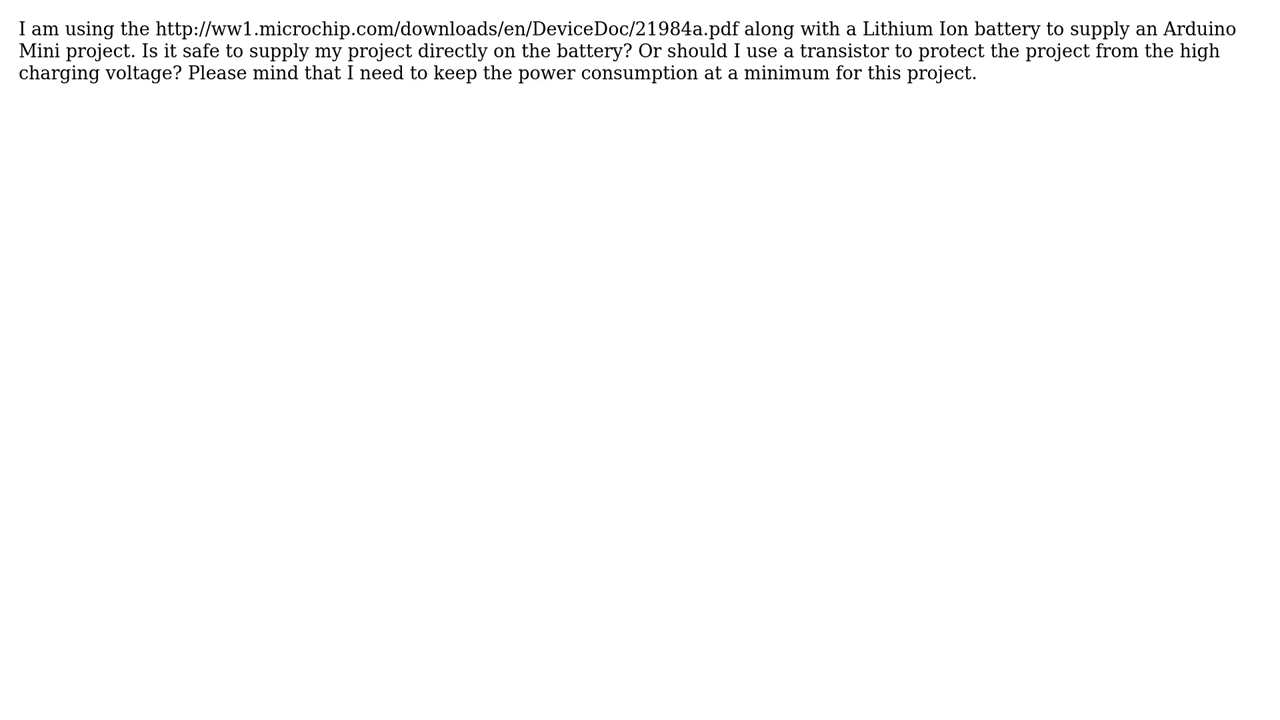 I am using the http://ww1.microchip.com/downloads/en/DeviceDoc/21984a.pdf along with a Lithium Ion battery to supply an Arduino
Mini project. Is it safe to supply my project directly on the battery? Or should I use a transistor to protect the project from the high
charging voltage? Please mind that I need to keep the power consumption at a minimum for this project.